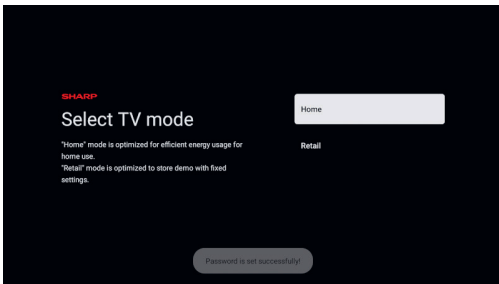 SHARP
Select TV mode
"Home" mode is optimized for efficient energy usage for
home use.
"Retail" mode is optimized to store demo with fixed
settings.
Home
Retail
Password is set successfully!